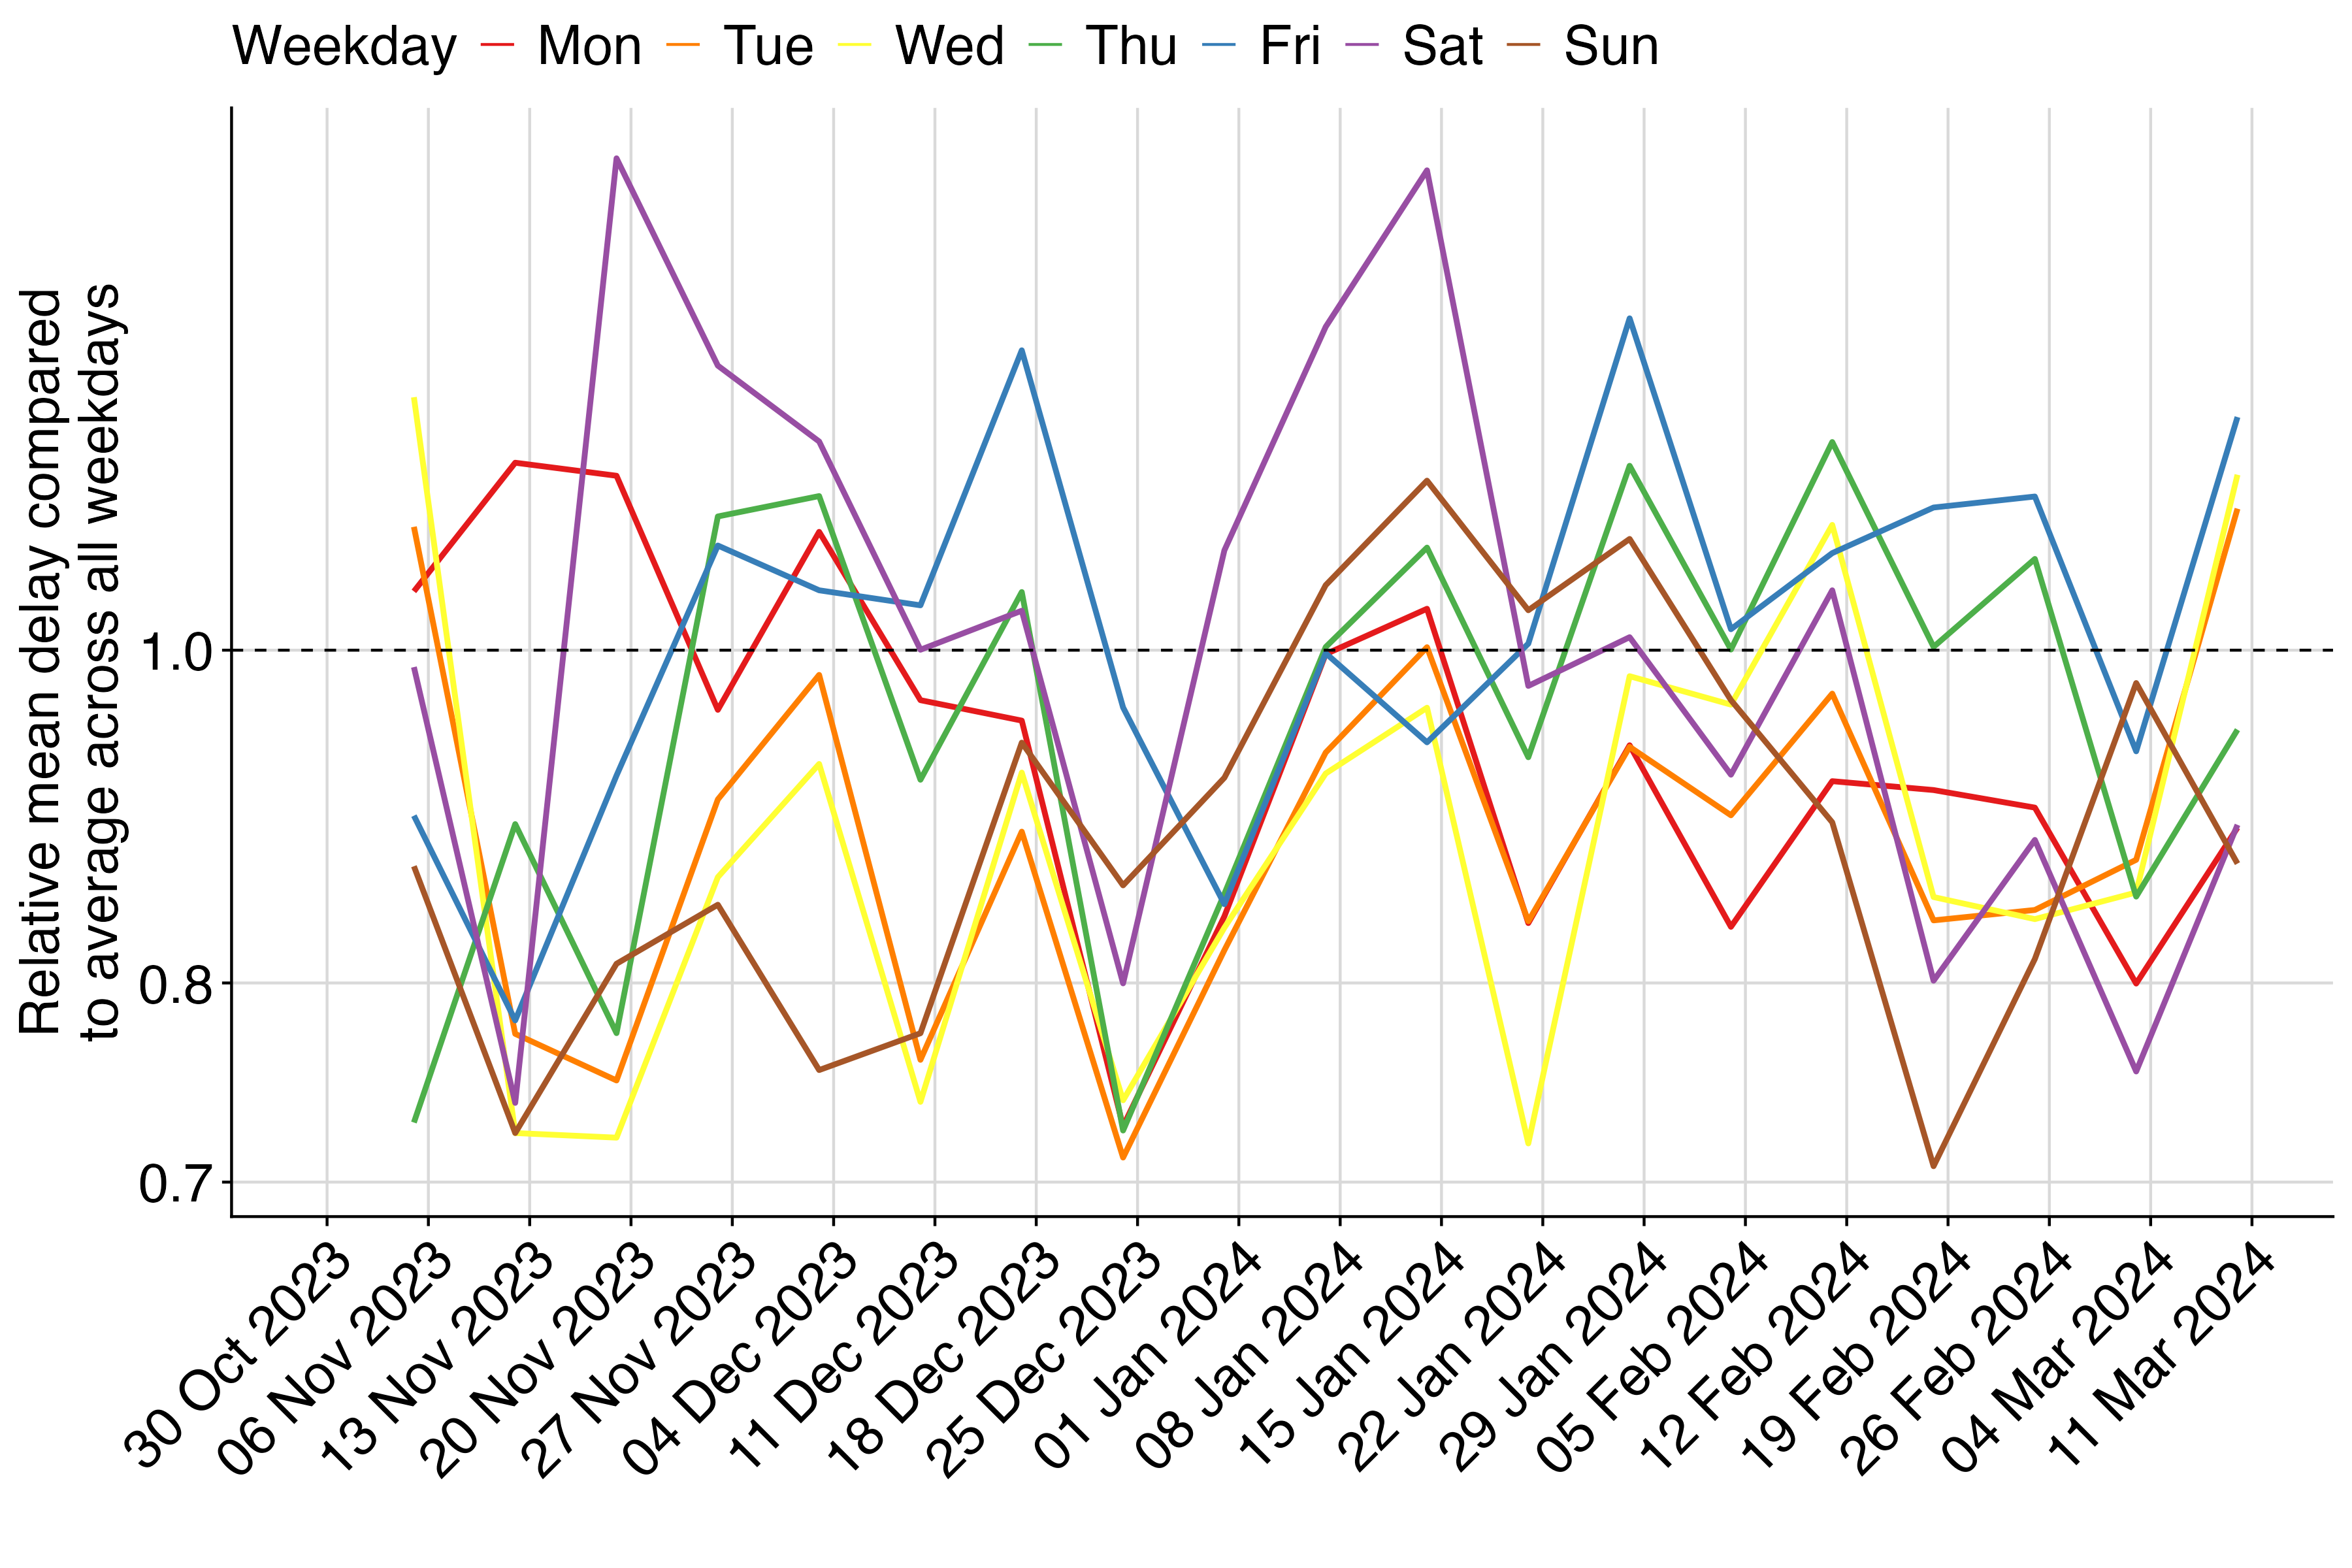 Weekday Mon Tue Wed Thu Fri Sat Sun
Relative mean delay compared
to average across all weekdays
1.0
0.8
0.7
30 Oct 2023
06 Nov 2023
13 Nov 2023
20 Nov 2023
27 Nov 2023
04 Dec 2023
11 Dec 2023
18 Dec 2023
25 Dec 2023
01 Jan 2024
08 Jan 2024
15 Jan 2024
22 Jan 2024
29 Jan 2024
05 Feb 2024
12 Feb 2024
19 Feb 2024
26 Feb 2024
04 Mar 2024
11 Mar 2024